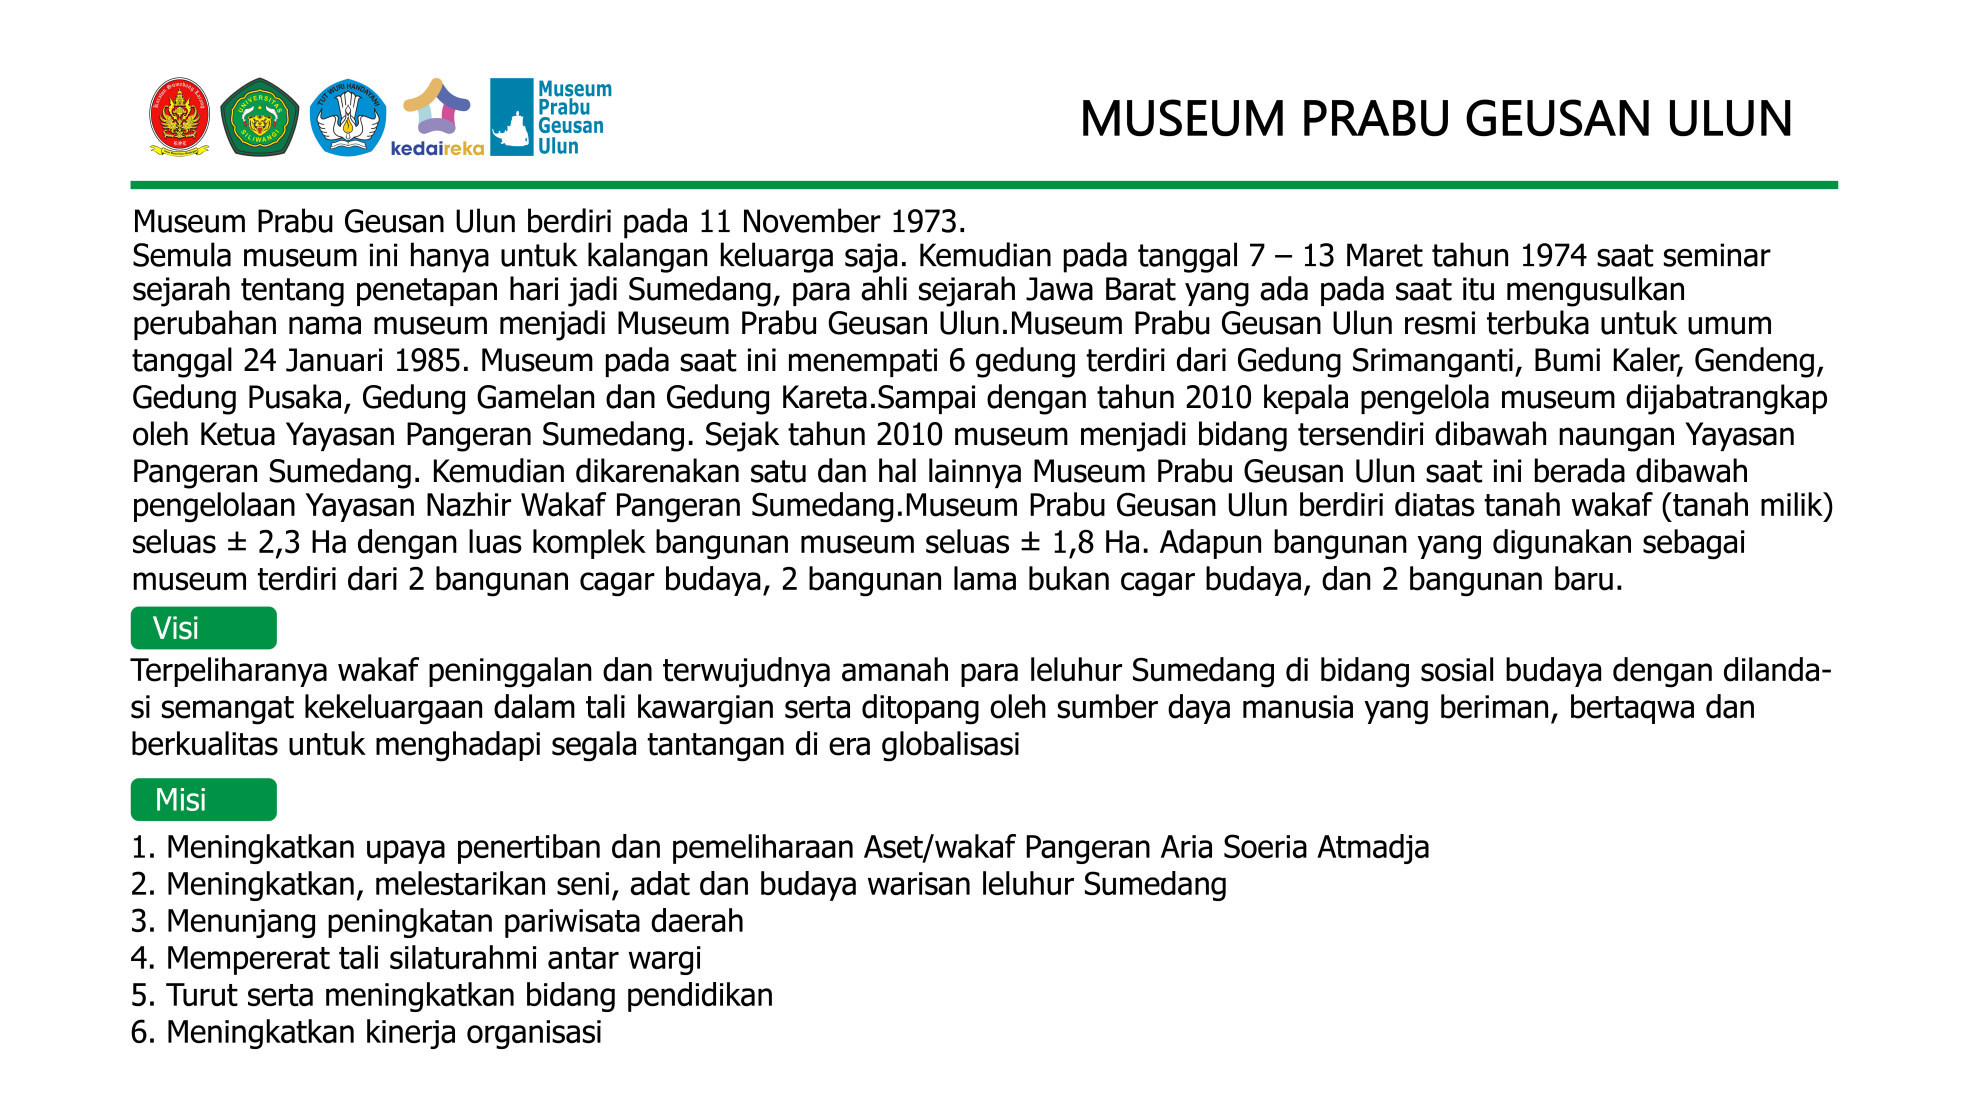 Museum
Prabu
Geusan
Ulun
kedaireka
UNIVERSITAS
SILIWANGI
TUT WURI HANDAYANI
MUSEUM PRABU GEUSAN ULUN
Museum Prabu Geusan Ulun berdiri pada 11 November 1973.
Semula museum ini hanya untuk kalangan keluarga saja. Kemudian pada tanggal 7 – 13 Maret tahun 1974 saat seminar
sejarah tentang penetapan hari jadi Sumedang, para ahli sejarah Jawa Barat yang ada pada saat itu mengusulkan
perubahan nama museum menjadi Museum Prabu Geusan Ulun.Museum Prabu Geusan Ulun resmi terbuka untuk umum
tanggal 24 Januari 1985. Museum pada saat ini menempati 6 gedung terdiri dari Gedung Srimanganti, Bumi Kaler, Gendeng,
Gedung Pusaka, Gedung Gamelan dan Gedung Kareta.Sampai dengan tahun 2010 kepala pengelola museum dijabatrangkap
oleh Ketua Yayasan Pangeran Sumedang. Sejak tahun 2010 museum menjadi bidang tersendiri dibawah naungan Yayasan
Pangeran Sumedang. Kemudian dikarenakan satu dan hal lainnya Museum Prabu Geusan Ulun saat ini berada dibawah
pengelolaan Yayasan Nazhir Wakaf Pangeran Sumedang.Museum Prabu Geusan Ulun berdiri diatas tanah wakaf (tanah milik)
seluas ± 2,3 Ha dengan luas komplek bangunan museum seluas ± 1,8 Ha. Adapun bangunan yang digunakan sebagai
museum terdiri dari 2 bangunan cagar budaya, 2 bangunan lama bukan cagar budaya, dan 2 bangunan baru.
Visi
Terpeliharanya wakaf peninggalan dan terwujudnya amanah para leluhur Sumedang di bidang sosial budaya dengan dilanda-
si semangat kekeluargaan dalam tali kawargian serta ditopang oleh sumber daya manusia yang beriman, bertaqwa dan
berkualitas untuk menghadapi segala tantangan di era globalisasi
Misi
1. Meningkatkan upaya penertiban dan pemeliharaan Aset/wakaf Pangeran Aria Soeria Atmadja
2. Meningkatkan, melestarikan seni, adat dan budaya warisan leluhur Sumedang
3. Menunjang peningkatan pariwisata daerah
4. Mempererat tali silaturahmi antar wargi
5. Turut serta meningkatkan bidang pendidikan
6. Meningkatkan kinerja organisasi